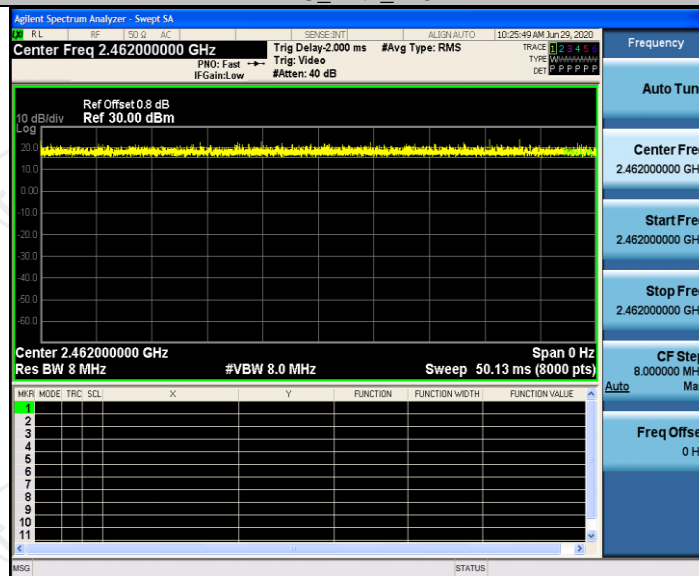 Agilent Spectrum Analyzer - Swept SA
RL RF 50 Ω AC SENSE:INT ALIGN AUTO 10:25:49 AM Jun 29, 2020
Center Freq 2.462000000 GHz
PNO: Fast
IFGain:Low
Trig Delay-2.000 ms
Trig: Video
#Atten: 40 dB
#Avg Type: RMS
TRACE 1 2 3 4 5 6
TYPE W
DET P P P P P P
Ref Offset 0.8 dB
10 dB/div Ref 30.00 dBm
Log
20.0
10.0
0.00
-10.0
-20.0
-30.0
-40.0
-50.0
-60.0
Center 2.462000000 GHz Span 0 Hz
Res BW 8 MHz #VBW 8.0 MHz Sweep 50.13 ms (8000 pts)
MKR MODE TRC SCL X Y FUNCTION FUNCTION WIDTH FUNCTION VALUE
1
2
3
4
5
6
7
8
9
10
11
MSG STATUS
Frequency
Auto Tun
Center Fre
2.462000000 GH
Start Fre
2.462000000 GH
Stop Fre
2.462000000 GH
CF Step
8.000000 MH
Auto Ma
Freq Offse
0 H